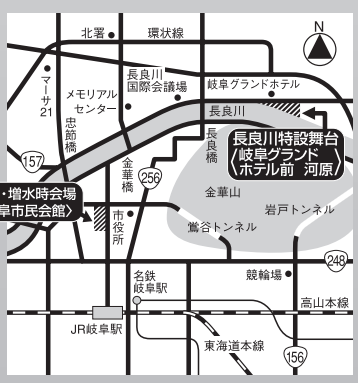 北署
環状線
N
マーサ21
メモリアル
センター
長良川
国際会議場
岐阜グランドホテル
忠節橋
長良川
長良橋
長良川特設舞台
〈岐阜グランド
ホテル前 河原〉
157
金華橋
256
金華山
岩戸トンネル
・増水時会場
阜市民会館〉
市役所
鶯谷トンネル
248
名鉄
岐阜駅
競輪場
高山本線
JR岐阜駅
東海道本線
156